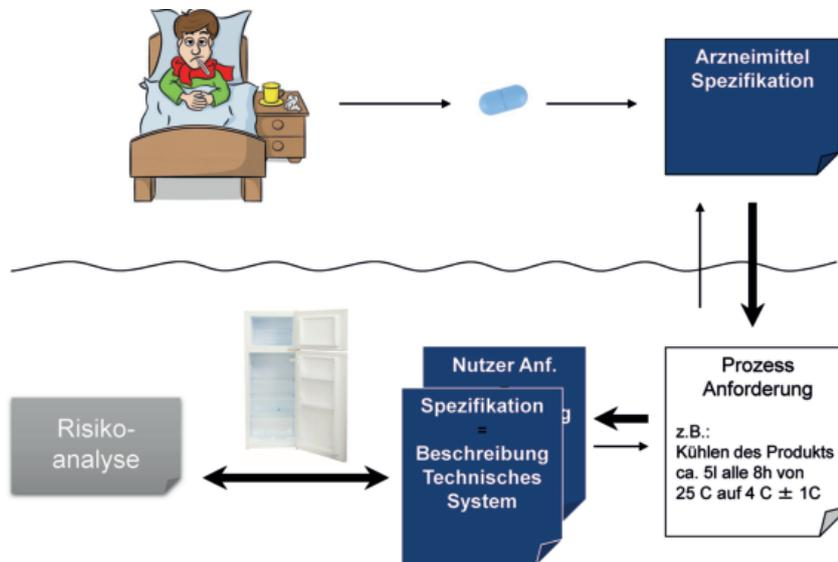 Arzneimittel
Spezifikation
Nutzer Anf.
g
Spezifikation
=
Beschreibung
Technisches
System
Prozess
Anforderung
z.B.:
Kühlen des Produkts
ca. 5l alle 8h von
25 C auf 4 C ± 1C
Risiko-
analyse